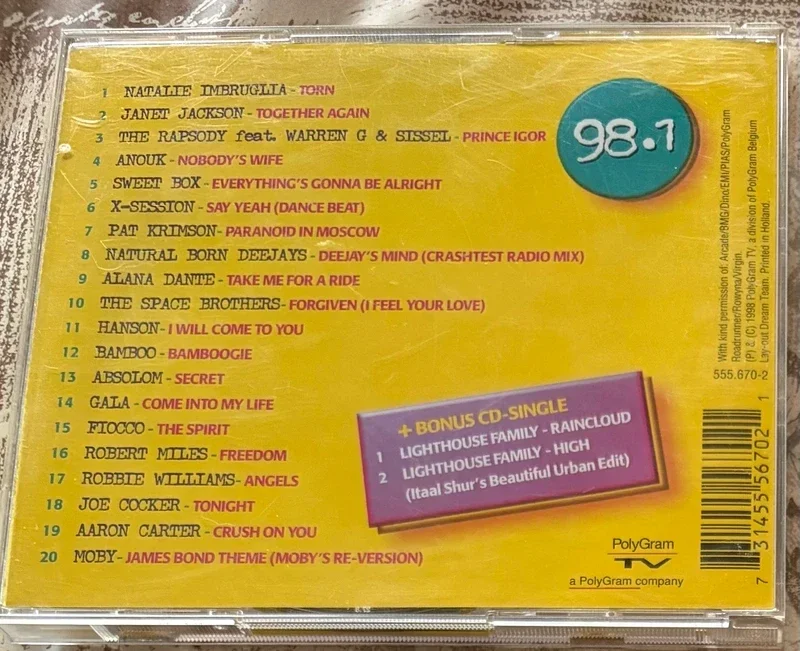 1 NATALIE IMBRUGLIA - TORN
2 JANET JACKSON - TOGETHER AGAIN
3 THE RAPSODY feat. WARREN G & SISSEL - PRINCE IGOR
4 ANOUK - NOBODY'S WIFE
5 SWEET BOX - EVERYTHING'S GONNA BE ALRIGHT
6 X-SESSION - SAY YEAH (DANCE BEAT)
7 PAT KRIMSON - PARANOID IN MOSCOW
8 NATURAL BORN DEEJAYS - DEEJAY'S MIND (CRASHTEST RADIO MIX)
9 ALANA DANTE - TAKE ME FOR A RIDE
10 THE SPACE BROTHERS - FORGIVEN (I FEEL YOUR LOVE)
11 HANSON - I WILL COME TO YOU
12 BAMBOO - BAMBOOGIE
13 ABSOLOM - SECRET
14 GALA - COME INTO MY LIFE
15 FIOCCO - THE SPIRIT
16 ROBERT MILES - FREEDOM
17 ROBBIE WILLIAMS - ANGELS
18 JOE COCKER - TONIGHT
19 AARON CARTER - CRUSH ON YOU
20 MOBY - JAMES BOND THEME (MOBY'S RE-VERSION)
98.1
+ BONUS CD-SINGLE
1 LIGHTHOUSE FAMILY - RAINCLOUD
2 LIGHTHOUSE FAMILY - HIGH
(Itaal Shur's Beautiful Urban Edit)
With kind permission of: Arcade/BMG/Dino/EMI/PIAS/PolyGram
Roadrunner/Rowyna/Virgin.
(P) & (C) 1998 PolyGram TV, a division of PolyGram Belgium
Lay-out Dream Team. Printed in Holland.
555.670-2
7 31455 56702 1
PolyGram
TV
a PolyGram company